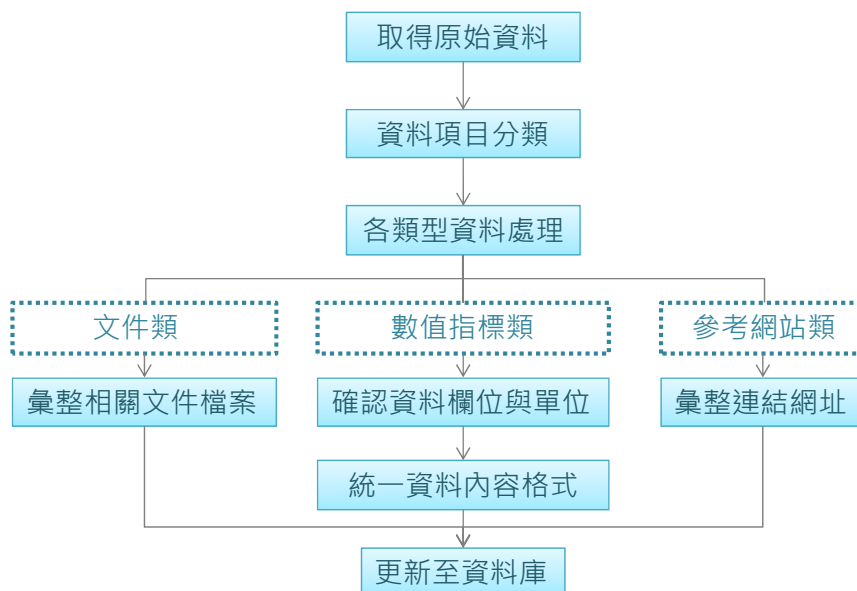 取得原始資料
資料項目分類
各類型資料處理
文件類
數值指標類
參考網站類
彙整相關文件檔案
確認資料欄位與單位
彙整連結網址
統一資料內容格式
更新至資料庫